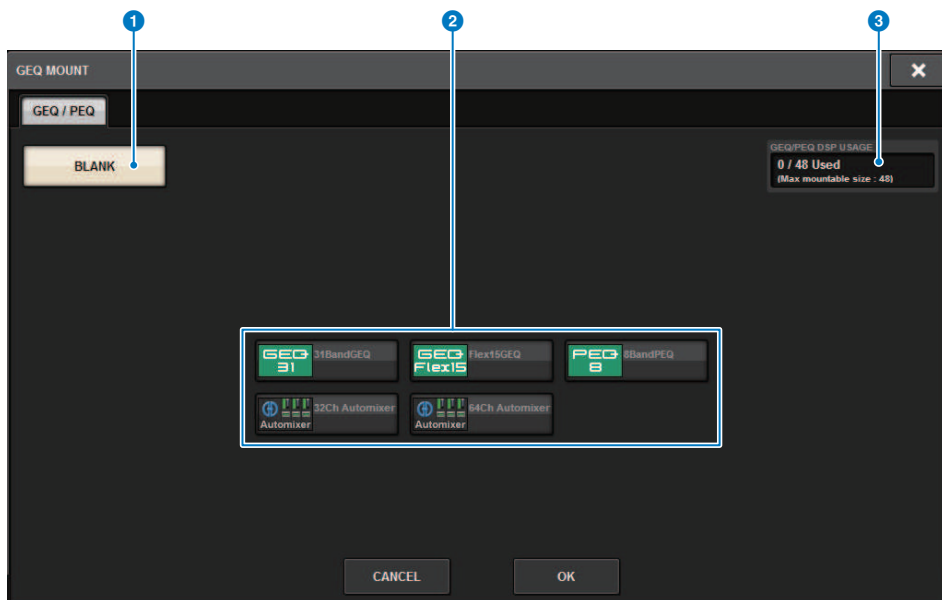 1 2 3
GEQ MOUNT
GEQ / PEQ
BLANK
GEQ/PEQ DSP USAGE
0 / 48 Used
(Max mountable size : 48)
GEQ 31 31BandGEQ
GEQ Flex15 Flex15GEQ
PEQ 8 8BandPEQ
Automixer 32Ch Automixer
Automixer 64Ch Automixer
CANCEL OK